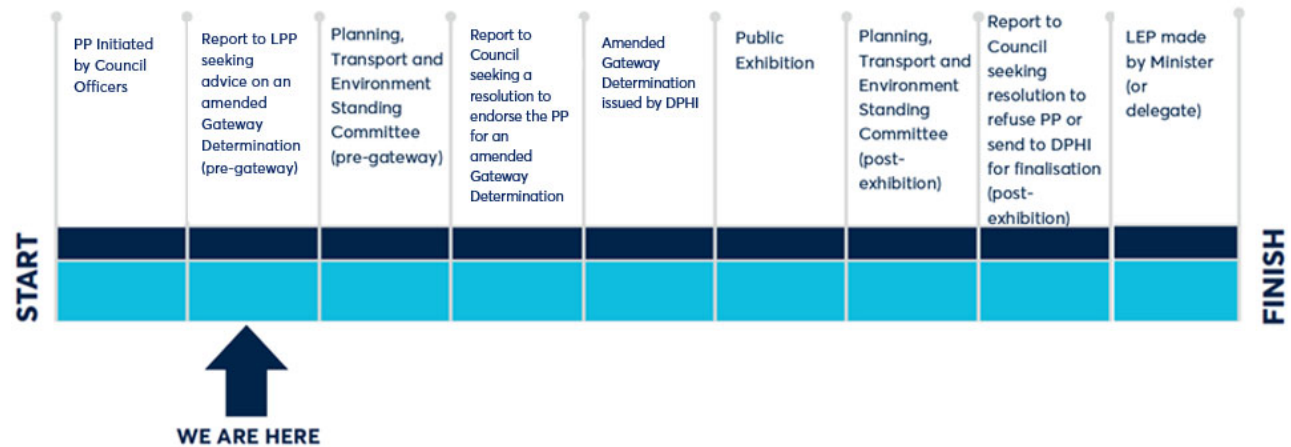 PP Initiated
by Council
Officers
Report to LPP
seeking
advice on an
amended
Gateway
Determination
(pre-gateway)
Planning,
Transport and
Environment
Standing
Committee
(pre-gateway)
Report to
Council
seeking a
resolution to
endorse the PP
for an
amended
Gateway
Determination
Amended
Gateway
Determination
issued by DPHI
Public
Exhibition
Planning,
Transport and
Environment
Standing
Committee
(post-
exhibition)
Report to
Council
seeking
resolution to
refuse PP or
send to DPHI
for finalisation
(post-
exhibition)
LEP made
by Minister
(or
delegate)
START
FINISH
WE ARE HERE